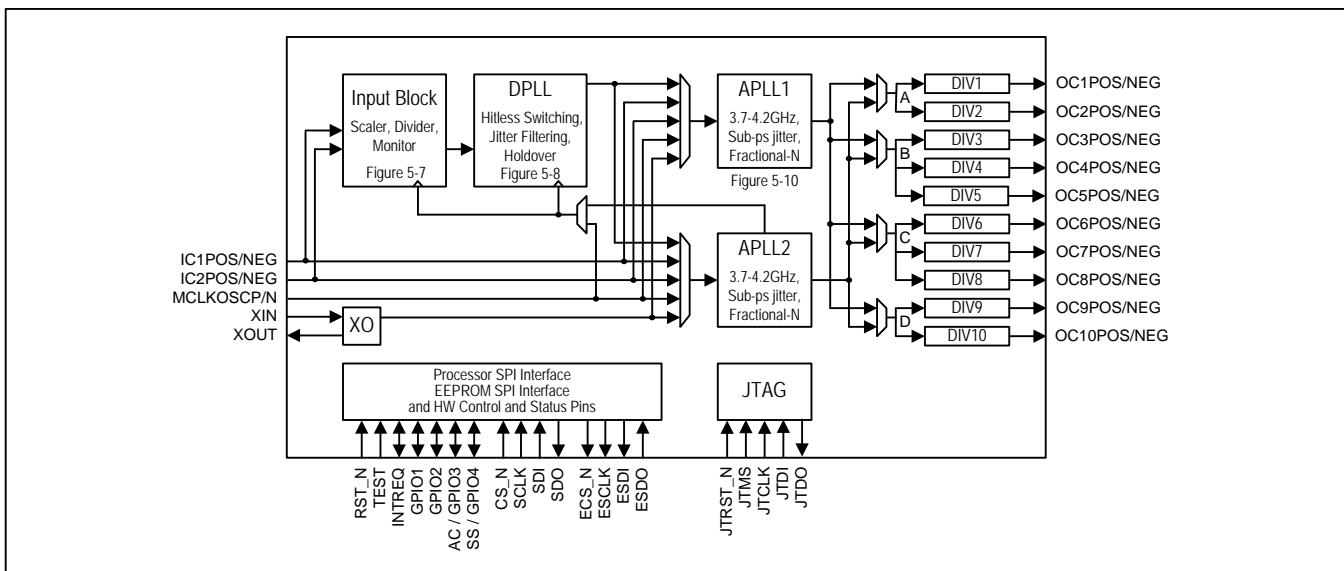 Input Block
Scaler, Divider,
Monitor
Figure 5-7
DPLL
Hitless Switching,
Jitter Filtering,
Holdover
Figure 5-8
APLL1
3.7-4.2GHz,
Sub-ps jitter,
Fractional-N
Figure 5-10
APLL2
3.7-4.2GHz,
Sub-ps jitter,
Fractional-N
A
B
C
D
DIV1
DIV2
DIV3
DIV4
DIV5
DIV6
DIV7
DIV8
DIV9
DIV10
OC1POS/NEG
OC2POS/NEG
OC3POS/NEG
OC4POS/NEG
OC5POS/NEG
OC6POS/NEG
OC7POS/NEG
OC8POS/NEG
OC9POS/NEG
OC10POS/NEG
IC1POS/NEG
IC2POS/NEG
MCLKOSCP/N
XIN
XOUT
XO
Processor SPI Interface
EEPROM SPI Interface
and HW Control and Status Pins
JTAG
RST_N
TEST
INTREQ
GPIO1
GPIO2
AC / GPIO3
SS / GPIO4
CS_N
SCLK
SDI
SDO
ECS_N
ESCLK
ESDI
ESDO
JTRST_N
JTMS
JTCLK
JTDI
JTDO